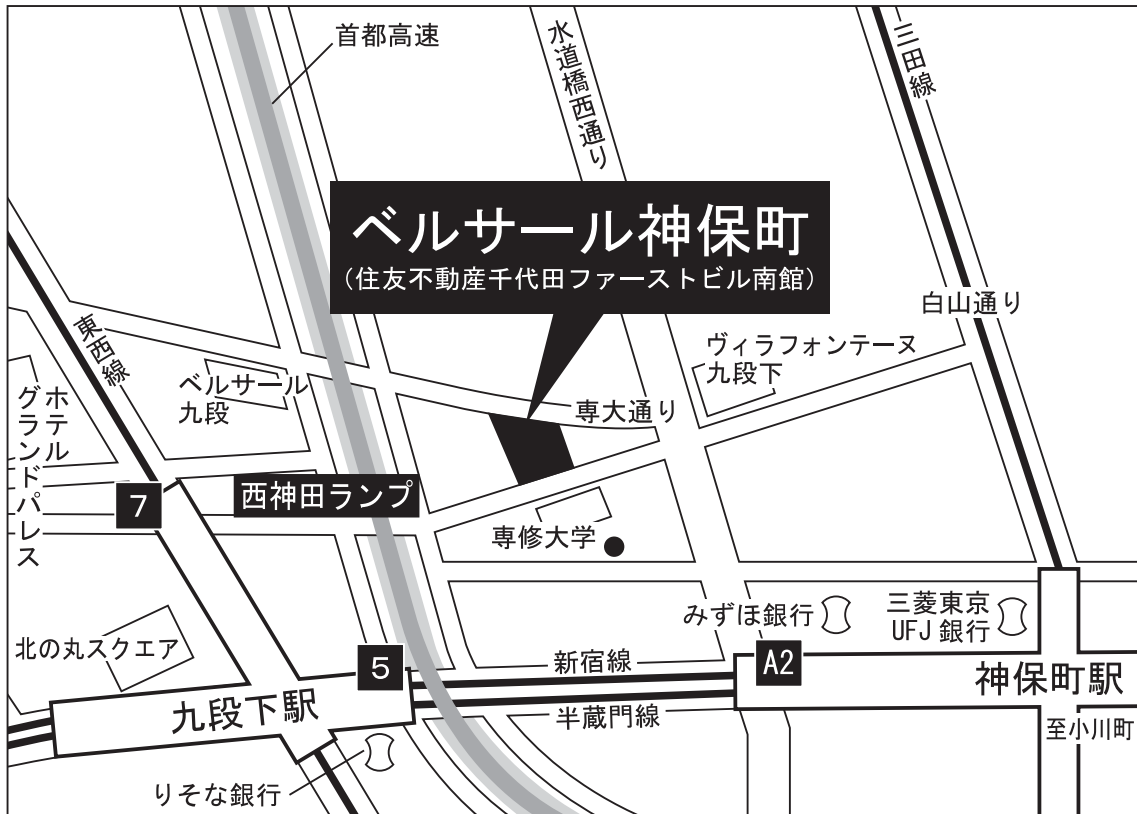 首都高速
水道橋西通り
三田線
ベルサール神保町
(住友不動産千代田ファーストビル南館)
白山通り
東西線
ヴィラフォンテーヌ
九段下
ベルサール
九段
専大通り
ホテル
グランドパレス
7
西神田ランプ
専修大学
みずほ銀行
三菱東京
UFJ銀行
北の丸スクエア
5
新宿線
A2
神保町駅
九段下駅
半蔵門線
至小川町
りそな銀行